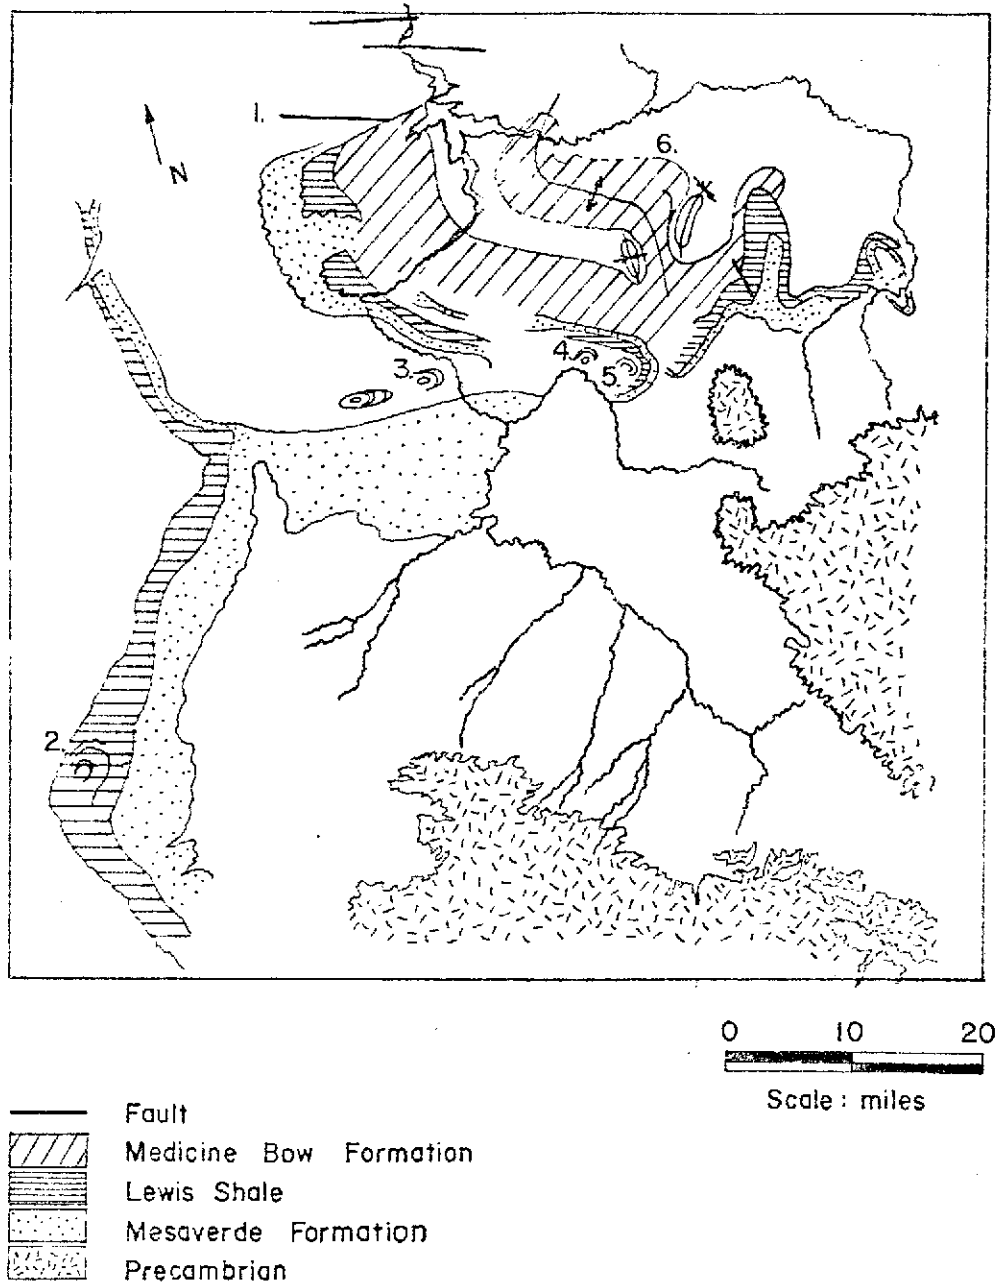 1.
6.
N
3.
4.
5.
2.
0 10 20
Scale: miles
Fault
Medicine Bow Formation
Lewis Shale
Mesaverde Formation
Precambrian